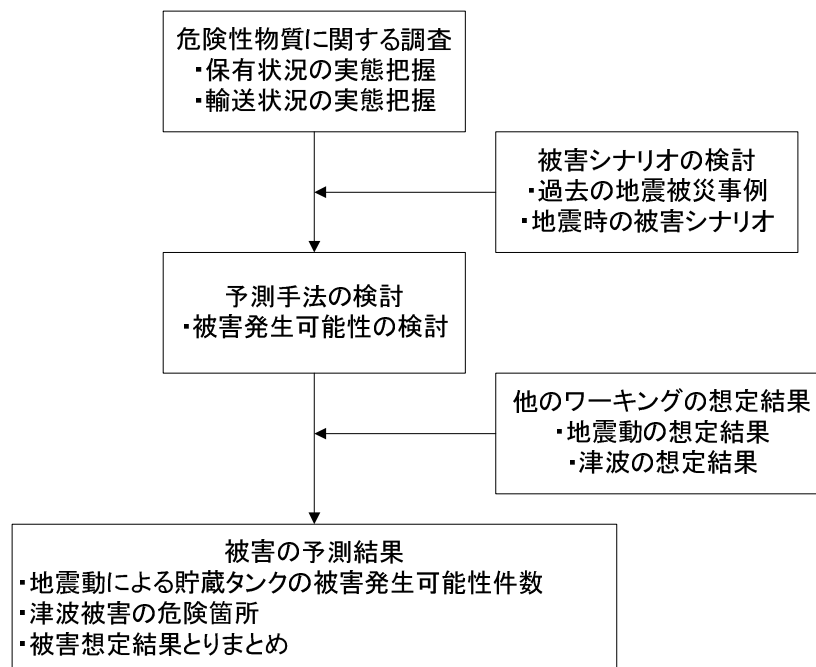 危険性物質に関する調査
・保有状況の実態把握
・輸送状況の実態把握
被害シナリオの検討
・過去の地震被災事例
・地震時の被害シナリオ
予測手法の検討
・被害発生可能性の検討
他のワーキングの想定結果
・地震動の想定結果
・津波の想定結果
被害の予測結果
・地震動による貯蔵タンクの被害発生可能性件数
・津波被害の危険箇所
・被害想定結果とりまとめ